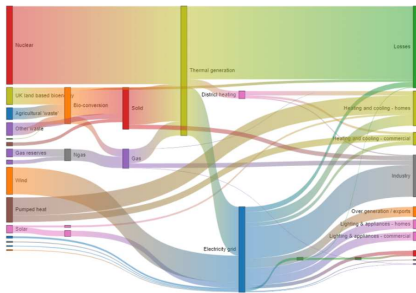 Nuclear
Thermal generation
Losses
UK land based bioenergy
Bio-conversion
Solid
District heating
Agricultural waste
Heating and cooling - homes
Other waste
Heating and cooling - commercial
Gas reserves
Ngas
Gas
Industry
Wind
Pumped heat
Over generation / exports
Lighting & appliances - homes
Solar
Lighting & appliances - commercial
Electricity grid